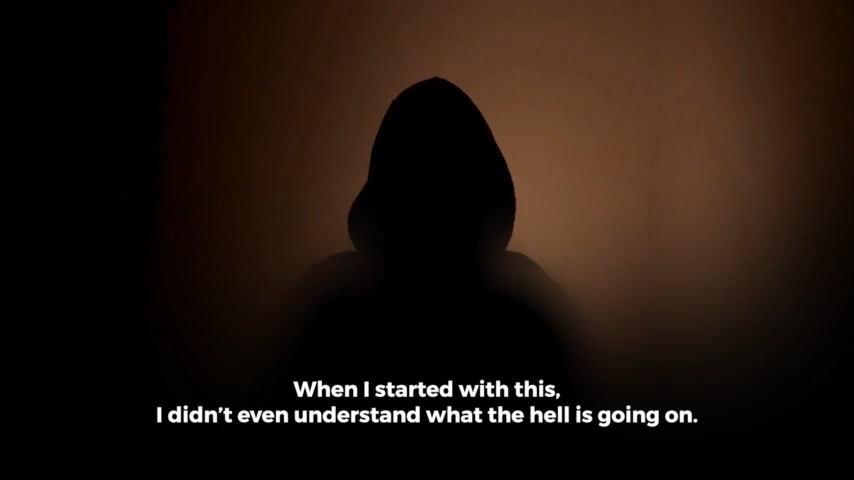 When I started with this,
I didn’t even understand what the hell is going on.